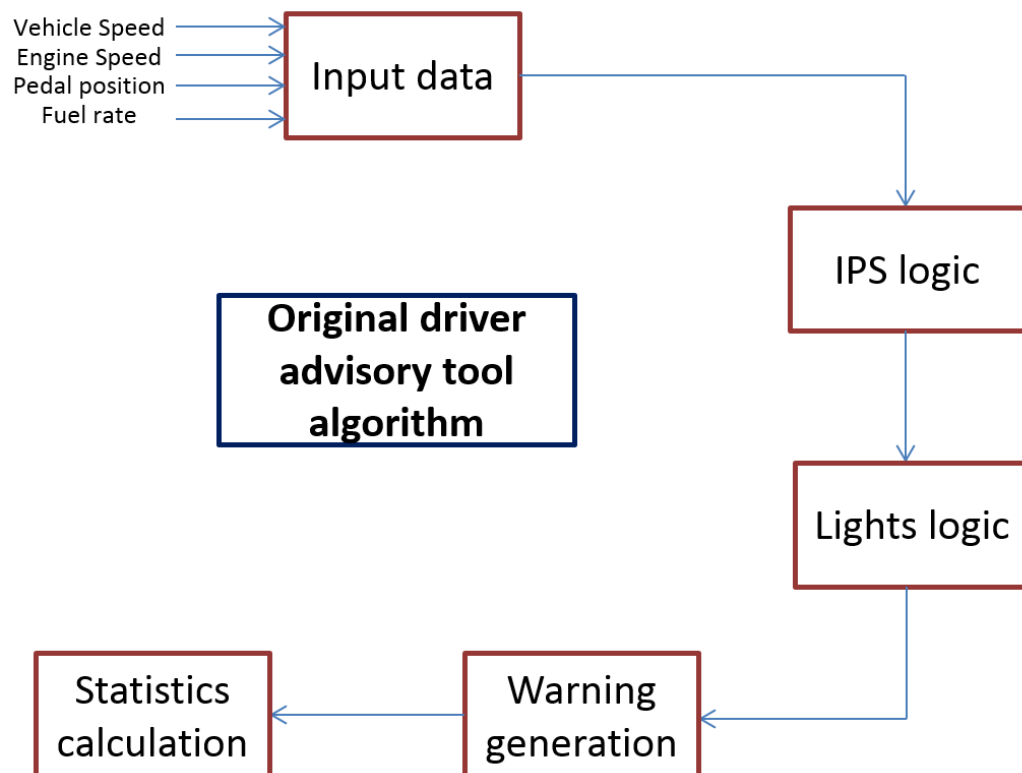 Vehicle Speed
Engine Speed
Pedal position
Fuel rate
Input data
IPS logic
Original driver
advisory tool
algorithm
Lights logic
Statistics
calculation
Warning
generation